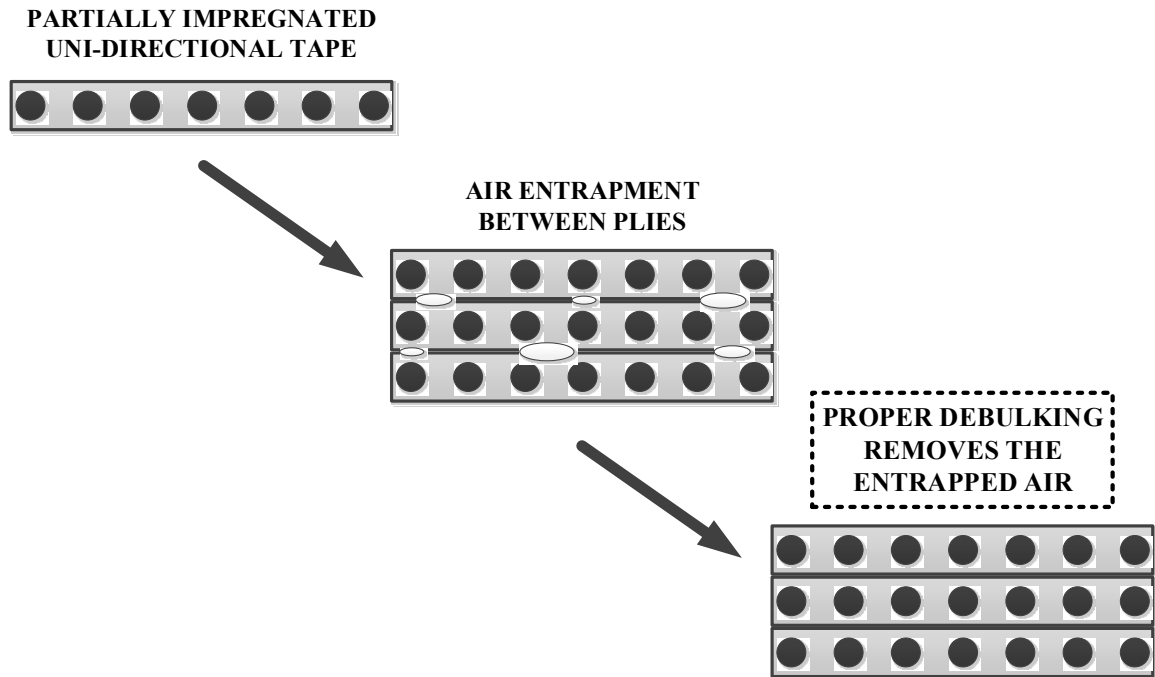 PARTIALLY IMPREGNATED
UNI-DIRECTIONAL TAPE
AIR ENTRAPMENT
BETWEEN PLIES
PROPER DEBULKING
REMOVES THE
ENTRAPPED AIR